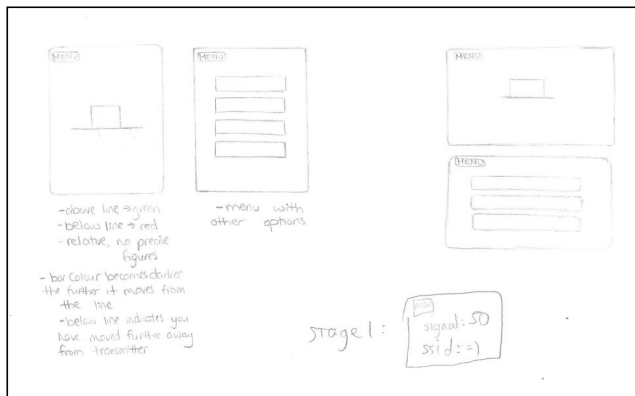 MENU
MENU
MENU
MENU
-above line → green
-below line → red
-relative, no precise
figures
- bar colour becomes darker
the further it moves from
the line
-below line indicates you
have moved further away
from transmitter
-menu with
other options
stage 1:
signal: 50
ssid: =)